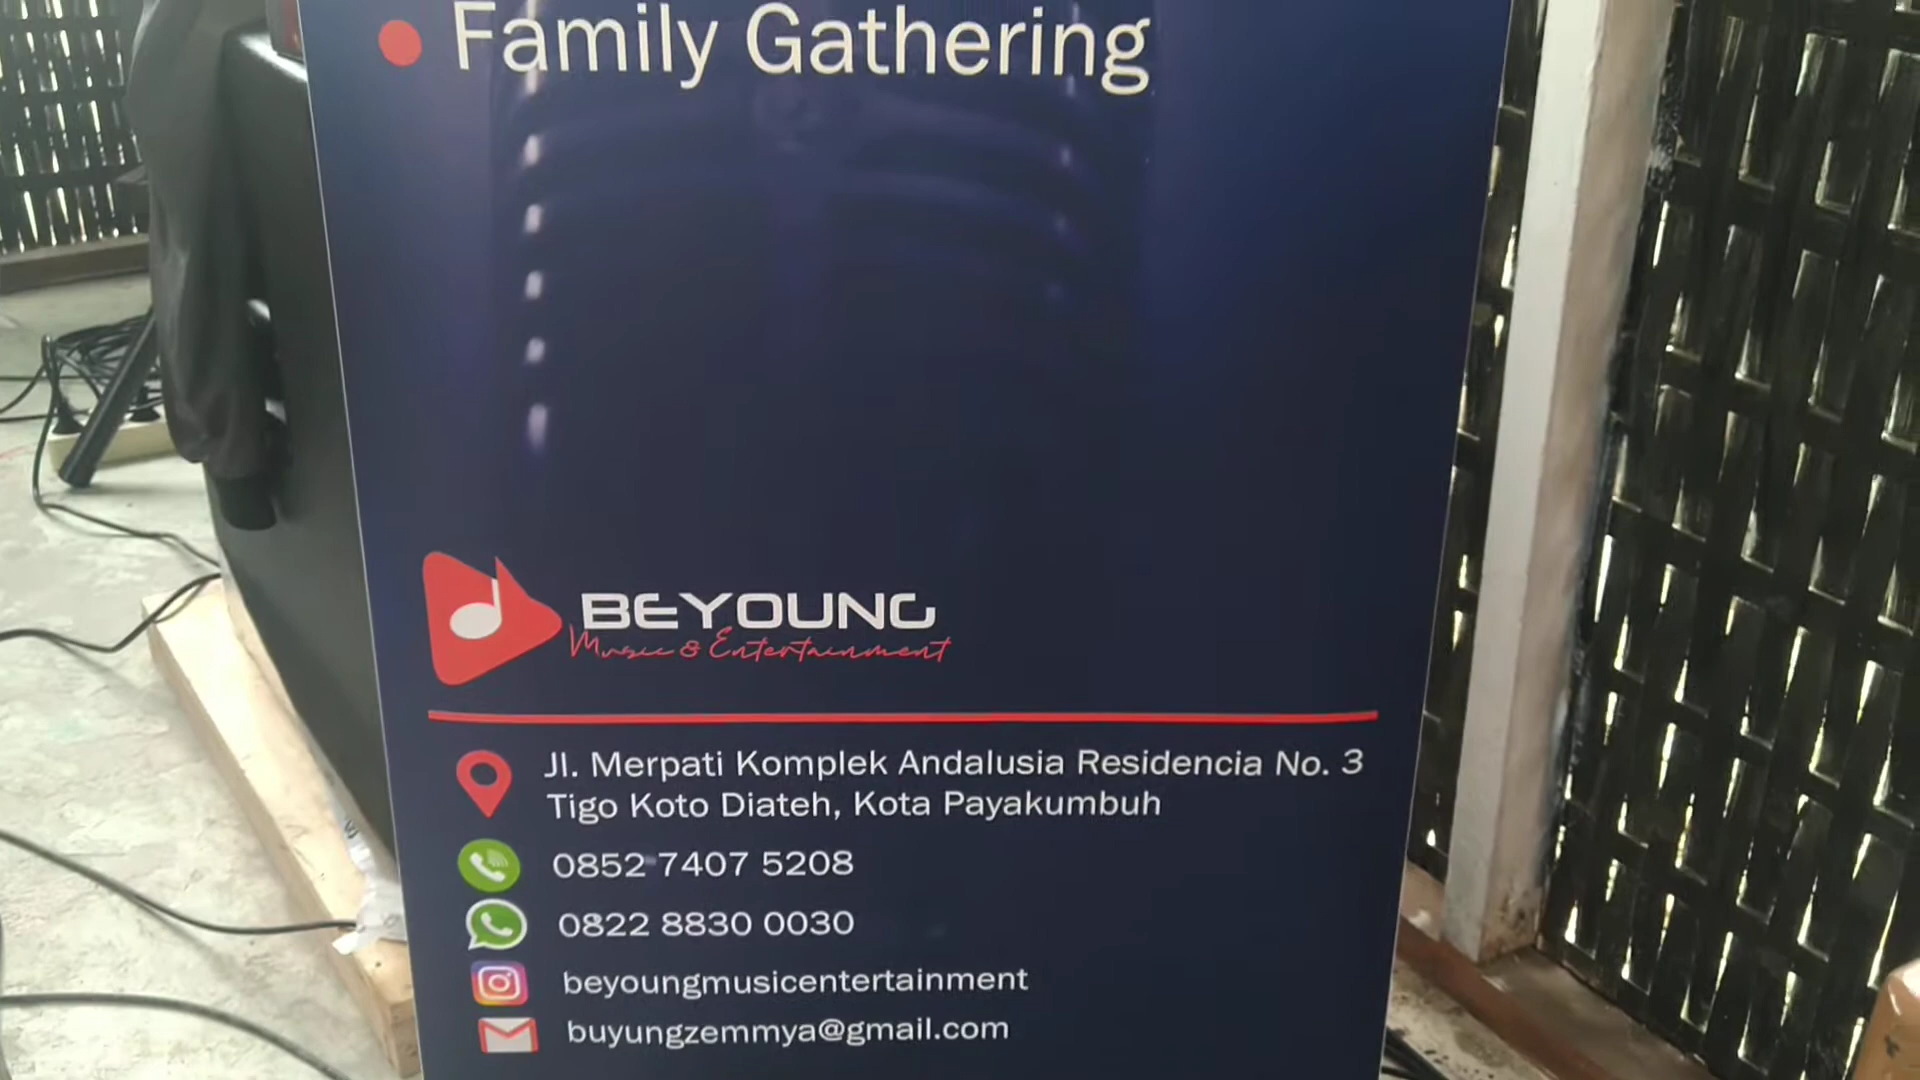 Family Gathering
BEYOUNG
Music & Entertainment
Jl. Merpati Komplek Andalusia Residencia No. 3
Tigo Koto Diateh, Kota Payakumbuh
0852 7407 5208
0822 8830 0030
beyoungmusicentertainment
buyungzemmya@gmail.com